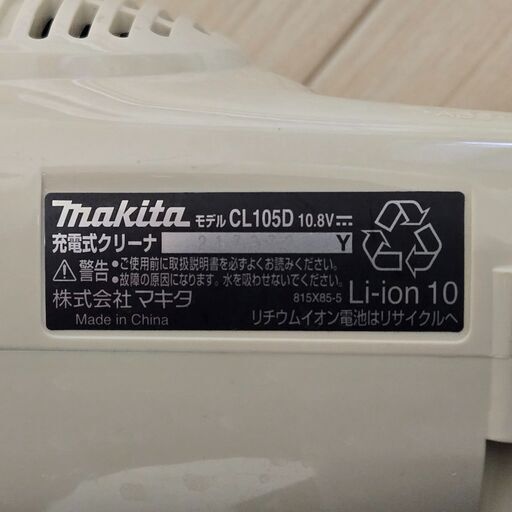 makita モデル CL105D 10.8V
充電式クリーナ Y
警告 •ご使用前に取扱説明書を必ずよくお読みください。
•故障の原因になります。水を吸わせないでください。
株式会社マキタ 815X85-5 Li-ion 10
Made in China リチウムイオン電池はリサイクルへ